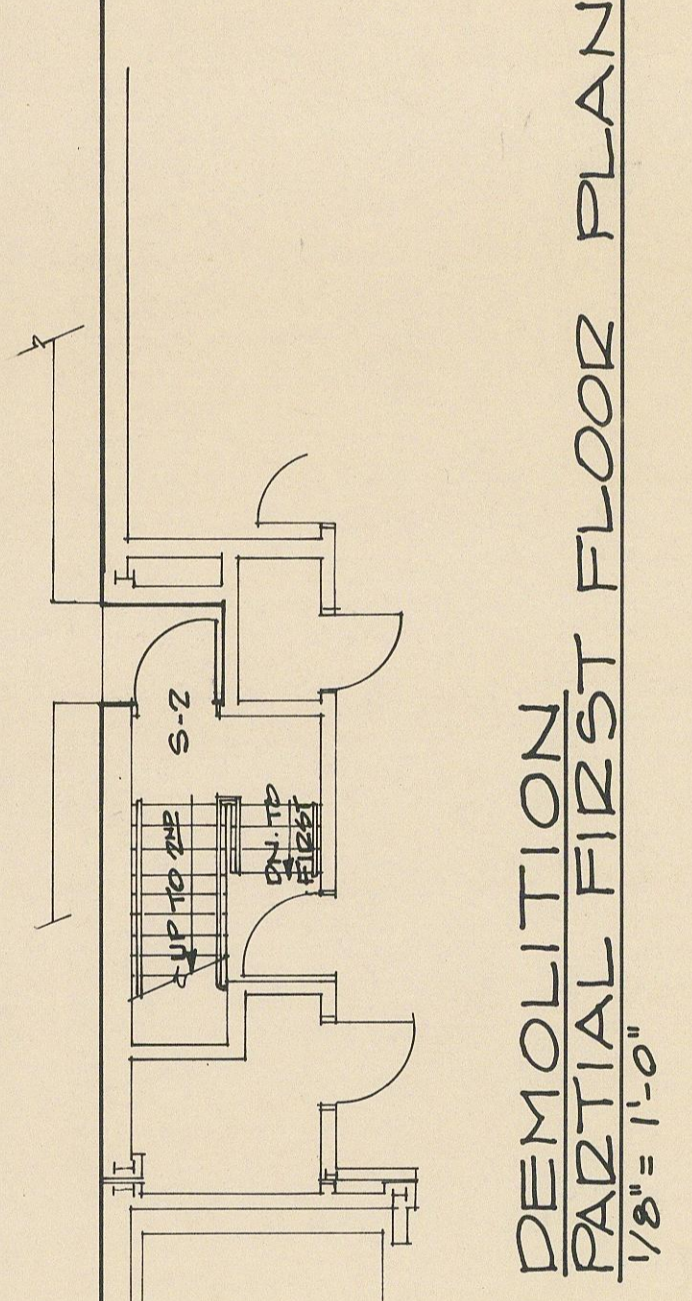 S-2
UP TO 2ND
DN. TO
FIRST
DEMOLITION
PARTIAL FIRST FLOOR PLAN
1/8" = 1'-0"